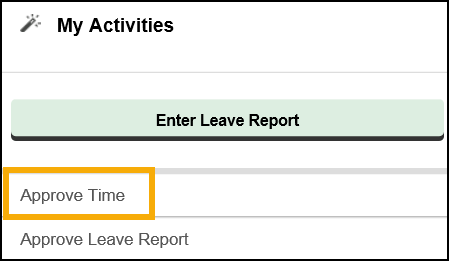 My Activities
Enter Leave Report
Approve Time
Approve Leave Report